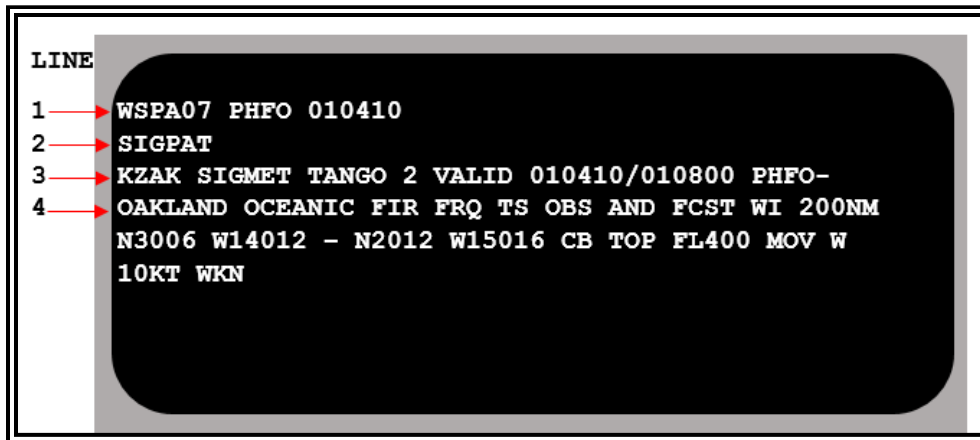 LINE
1 WSPA07 PHFO 010410
2 SIGPAT
3 KZAK SIGMET TANGO 2 VALID 010410/010800 PHFO–
4 OAKLAND OCEANIC FIR FRQ TS OBS AND FCST WI 200NM
N3006 W14012 – N2012 W15016 CB TOP FL400 MOV W
10KT WKN